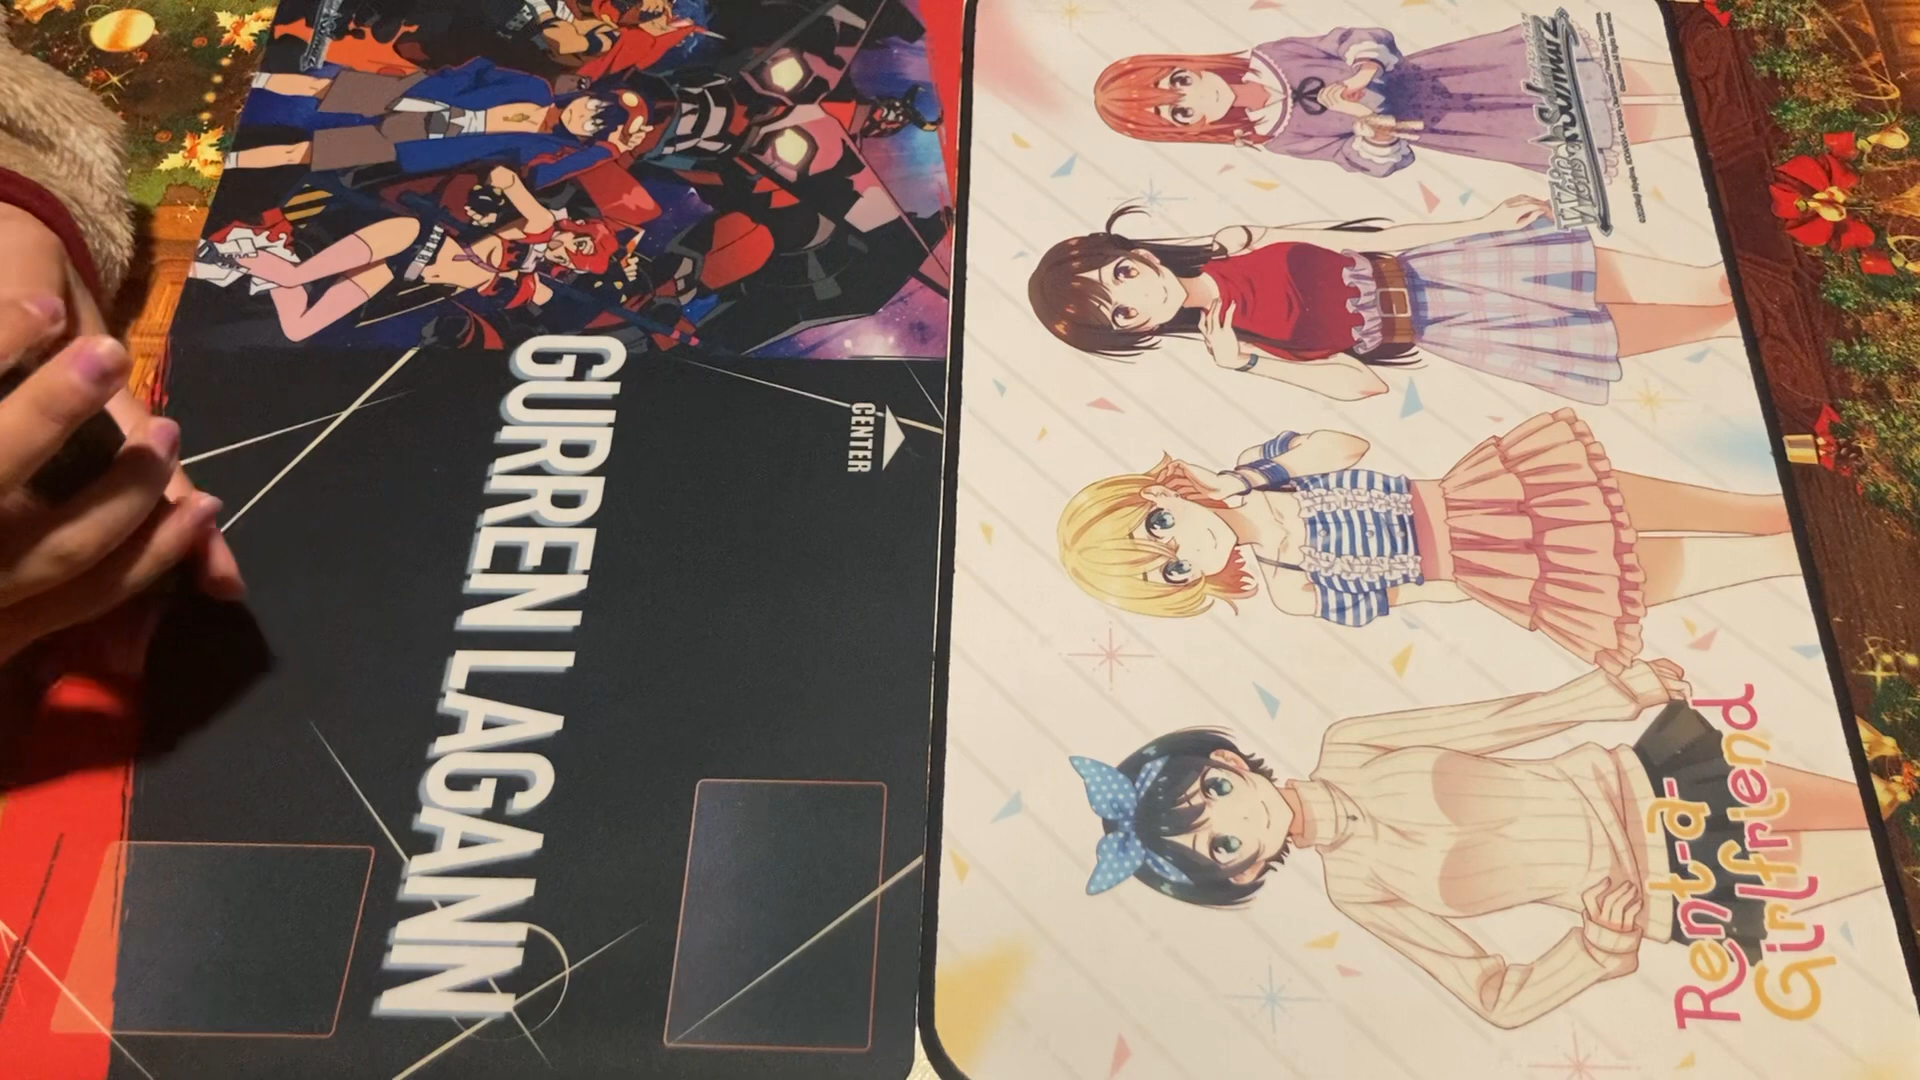 GURREN LAGANN
CENTER
Weiß Schwarz
Rent-a-
Girlfriend